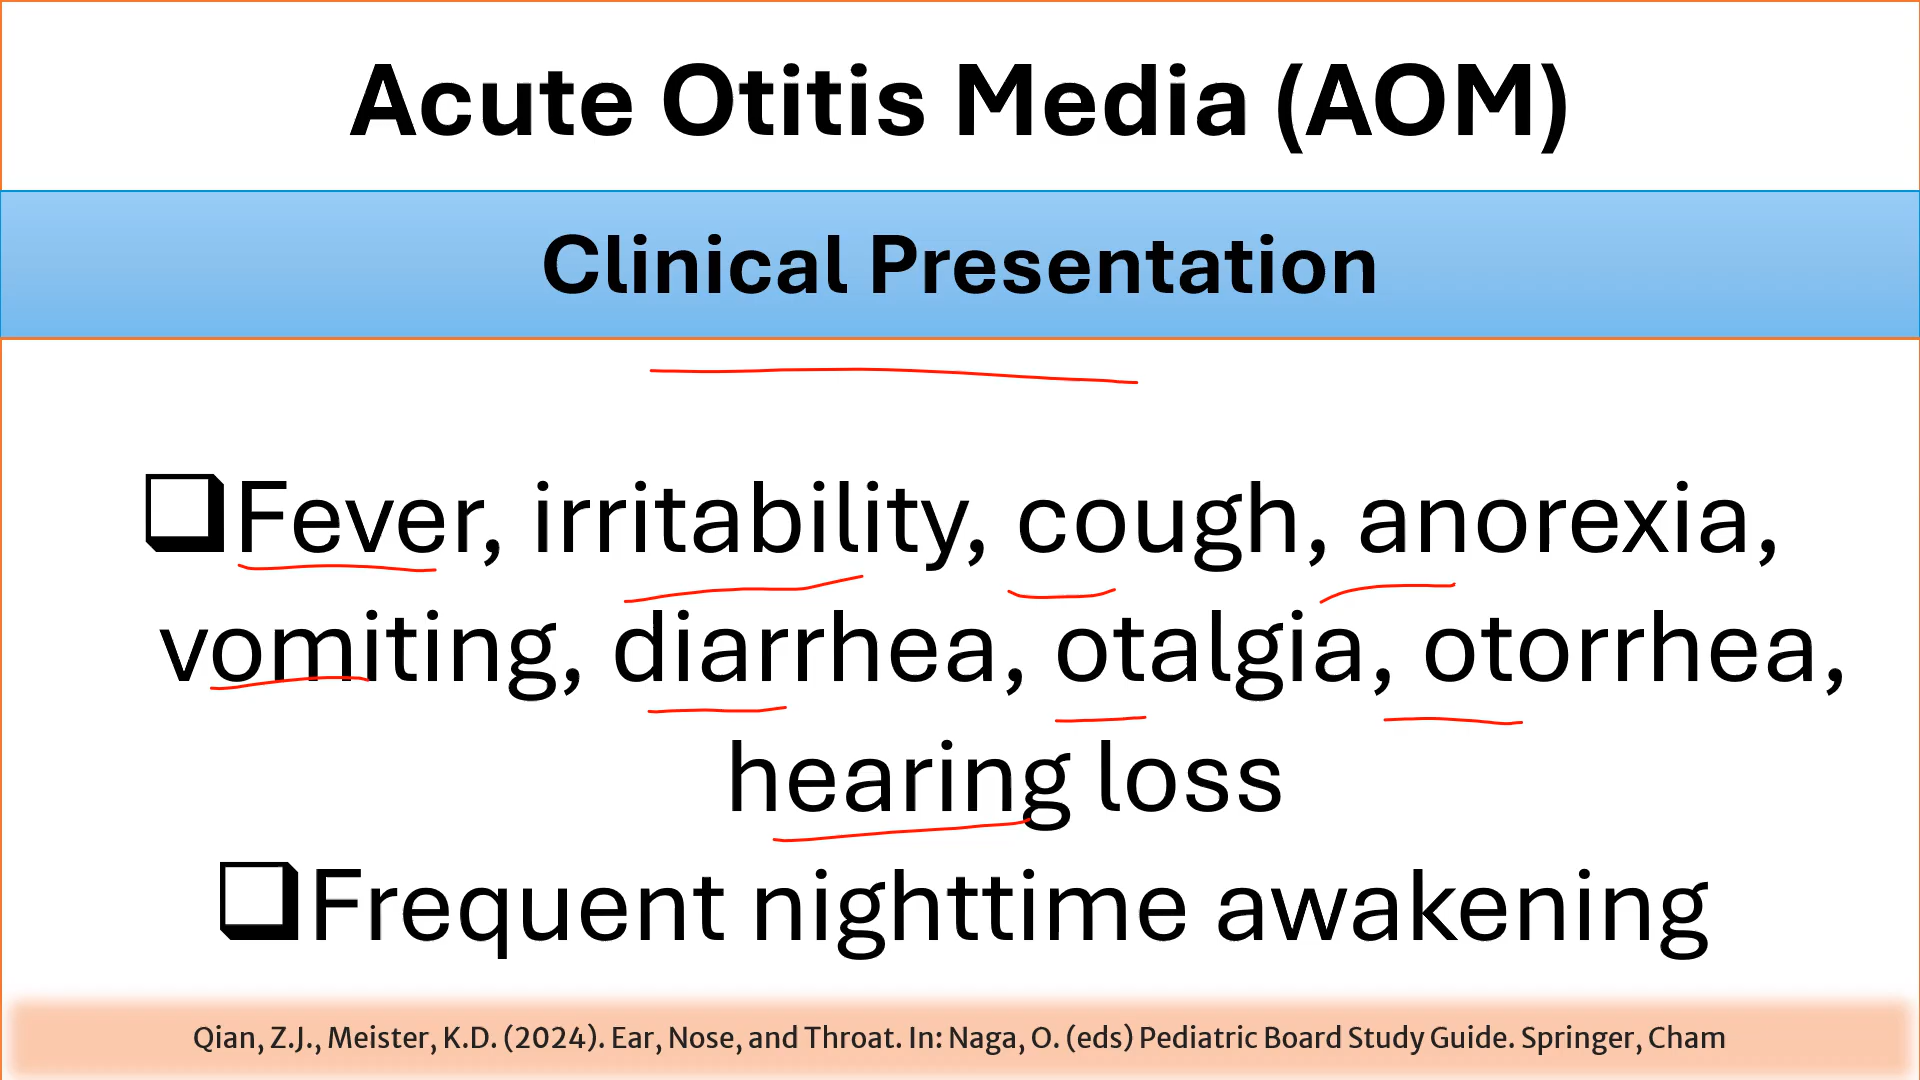 Acute Otitis Media (AOM)
Clinical Presentation
❑Fever, irritability, cough, anorexia,
vomiting, diarrhea, otalgia, otorrhea,
hearing loss
❑Frequent nighttime awakening
Qian, Z.J., Meister, K.D. (2024). Ear, Nose, and Throat. In: Naga, O. (eds) Pediatric Board Study Guide. Springer, Cham